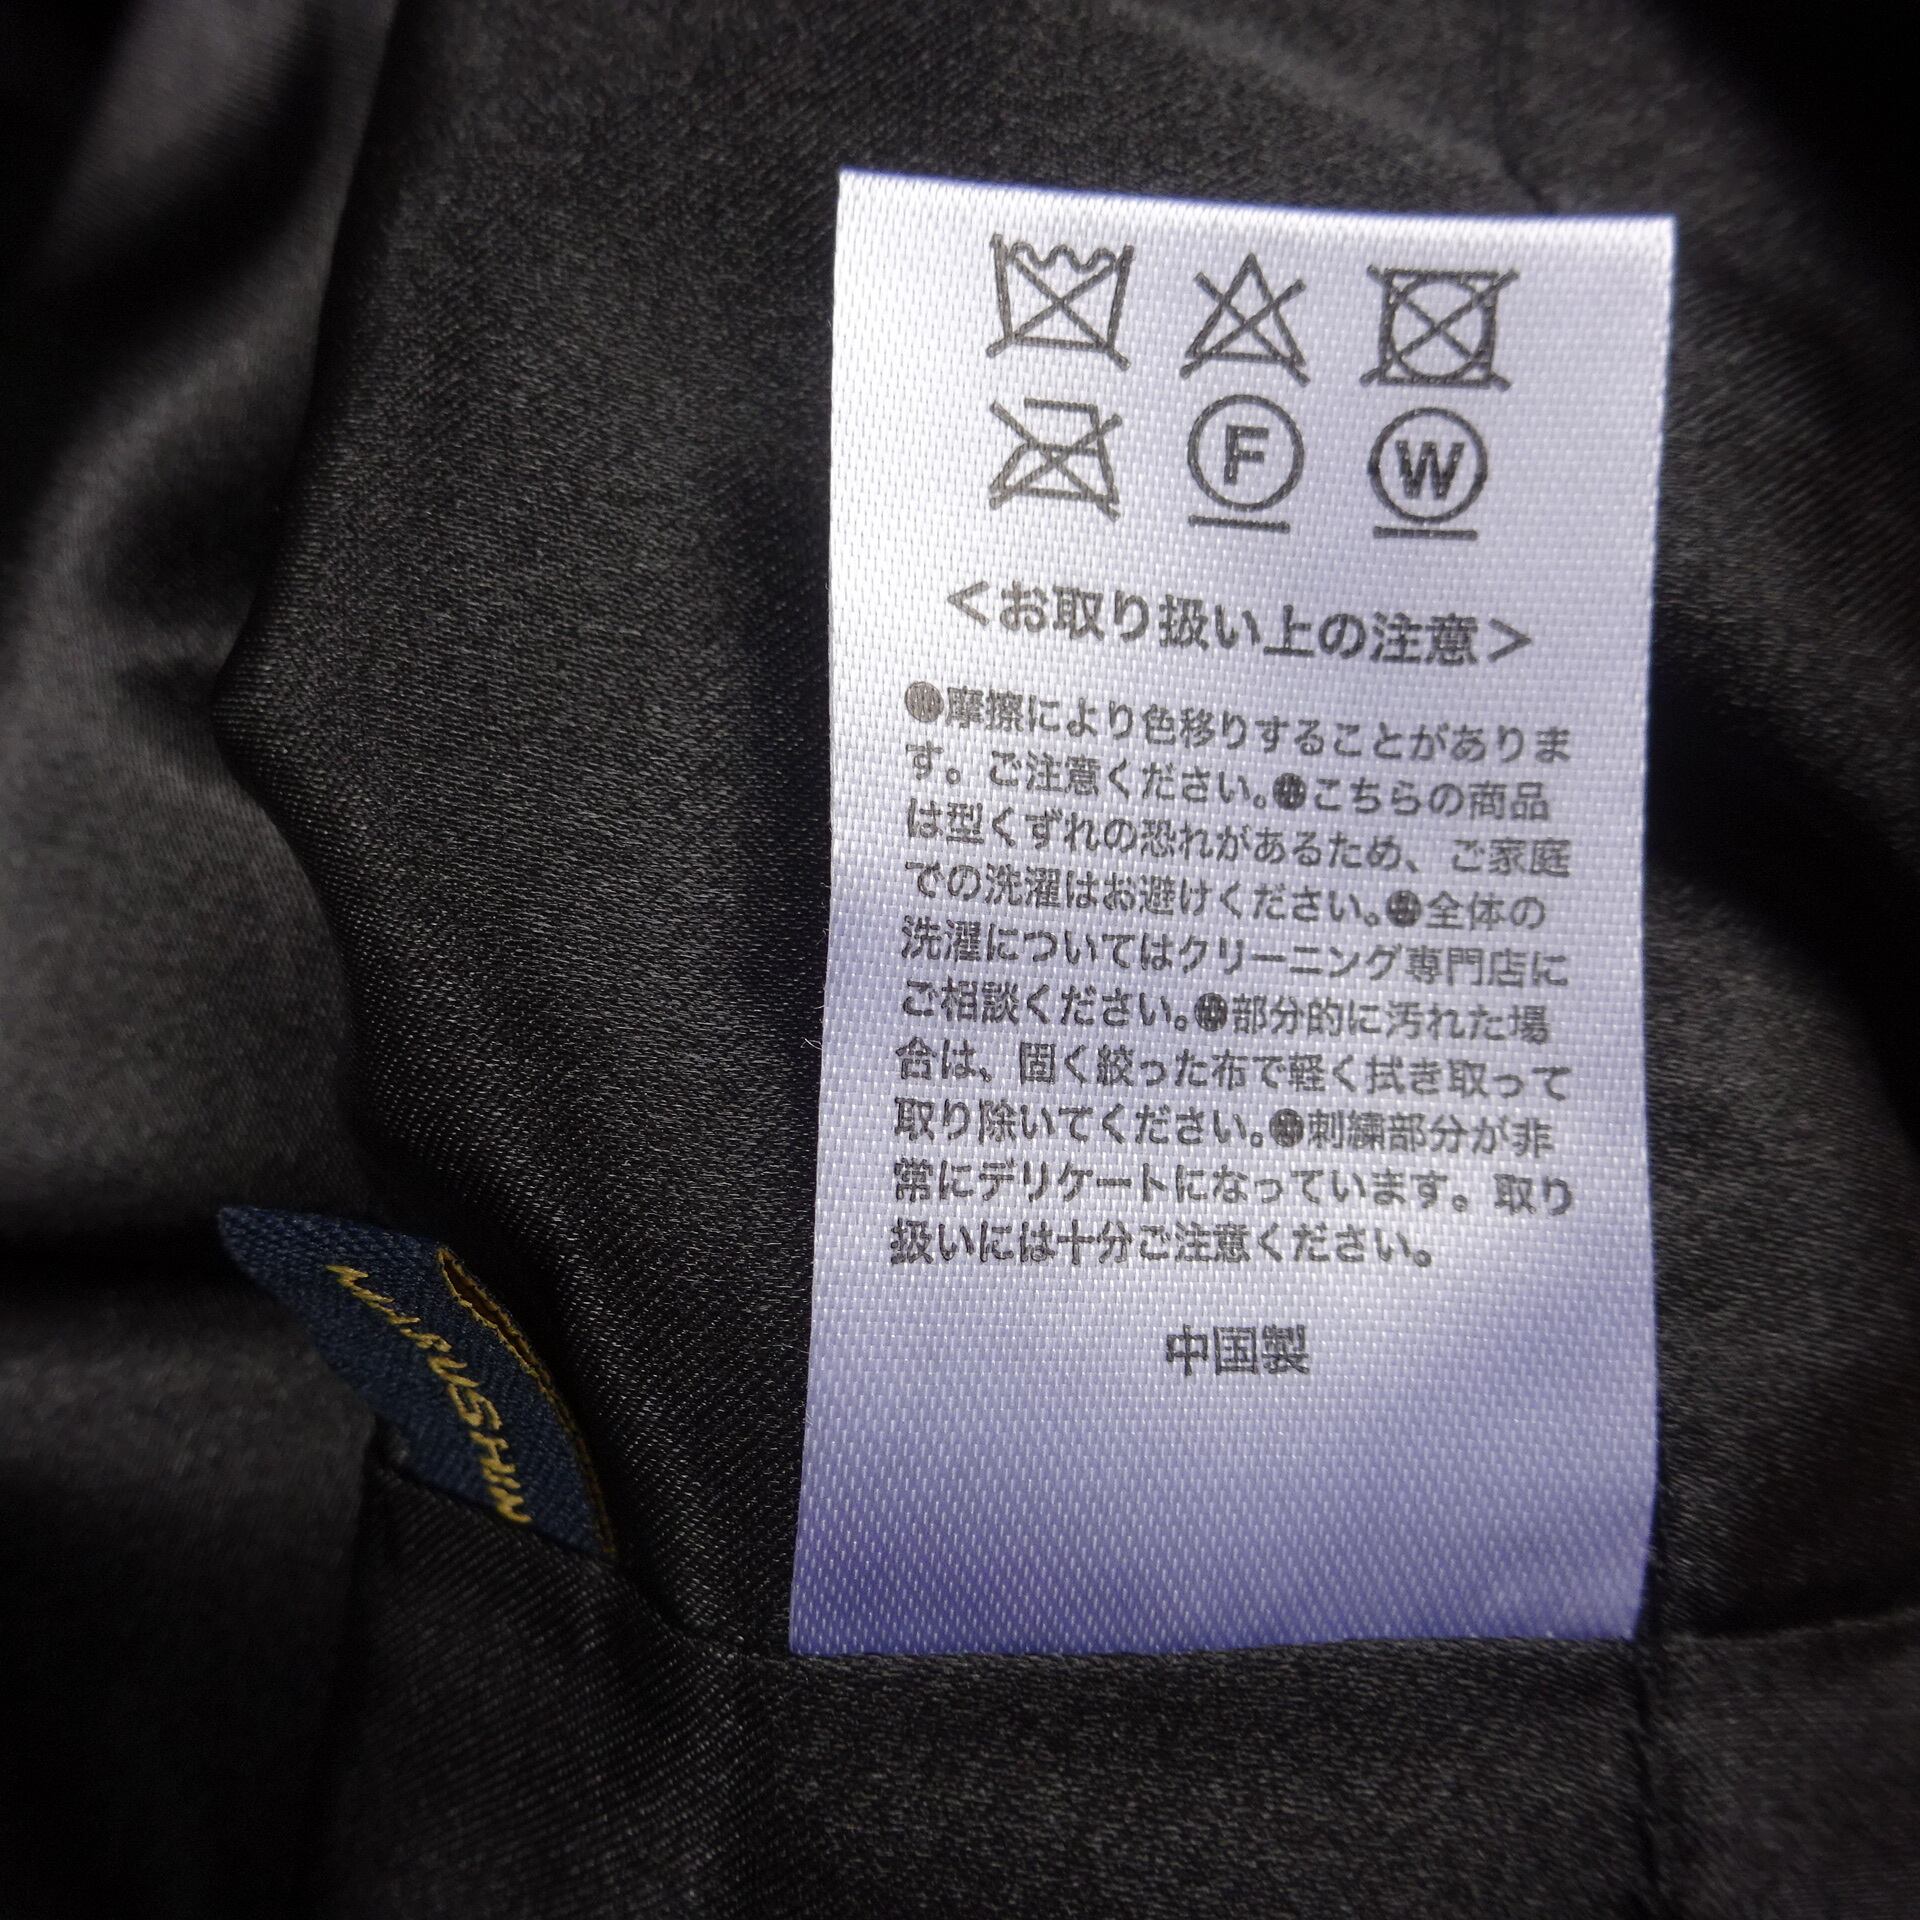 F W
＜お取り扱い上の注意＞
●摩擦により色移りすることがありま
す。ご注意ください。●こちらの商品
は型くずれの恐れがあるため、ご家庭
での洗濯はお避けください。●全体の
洗濯についてはクリーニング専門店に
ご相談ください。●部分的に汚れた場
合は、固く絞った布で軽く拭き取って
取り除いてください。●刺繍部分が非
常にデリケートになっています。取り
扱いには十分ご注意ください。
中国製
MARUSHIN